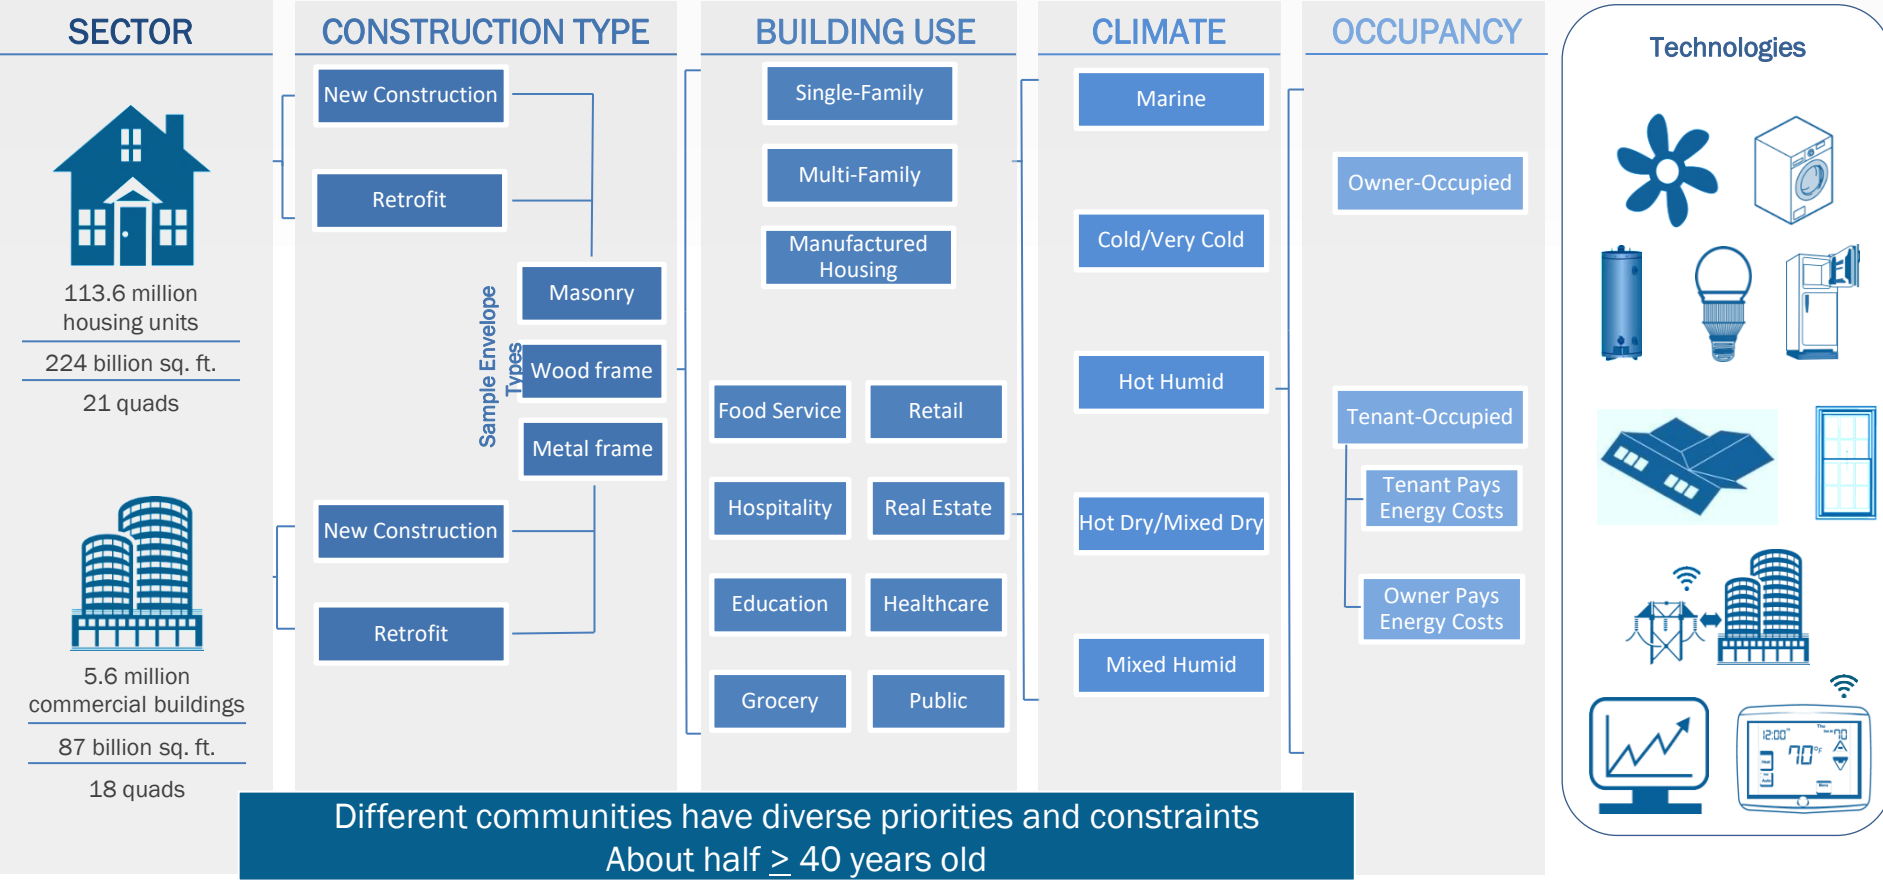 SECTOR
113.6 million
housing units
224 billion sq. ft.
21 quads
5.6 million
commercial buildings
87 billion sq. ft.
18 quads
CONSTRUCTION TYPE
New Construction
Retrofit
Sample Envelope
Types
Masonry
Wood frame
Metal frame
New Construction
Retrofit
BUILDING USE
Single-Family
Multi-Family
Manufactured
Housing
Food Service
Retail
Hospitality
Real Estate
Education
Healthcare
Grocery
Public
CLIMATE
Marine
Cold/Very Cold
Hot Humid
Hot Dry/Mixed Dry
Mixed Humid
OCCUPANCY
Owner-Occupied
Tenant-Occupied
Tenant Pays
Energy Costs
Owner Pays
Energy Costs
Technologies
12:00
70
70°F
Different communities have diverse priorities and constraints
About half ≥ 40 years old